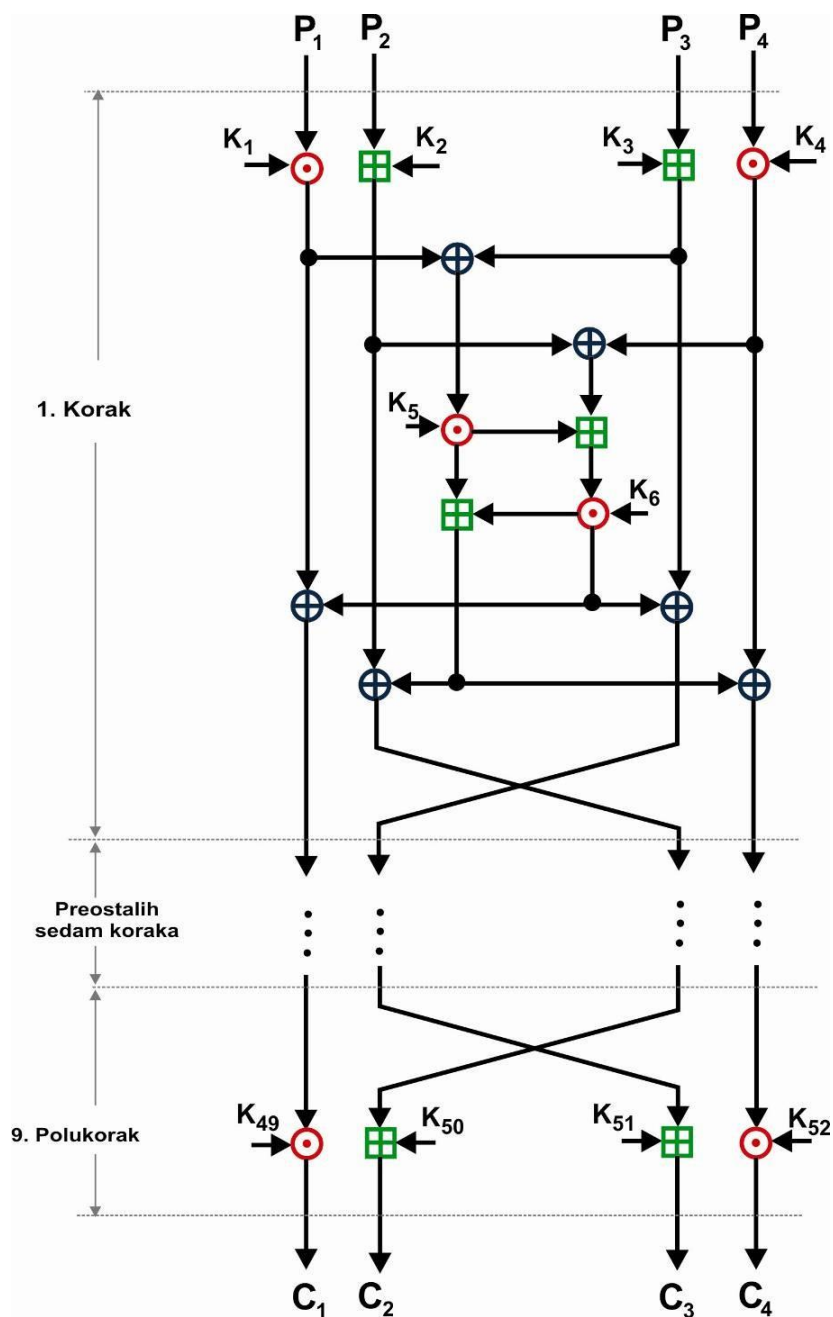 P1 P2 P3 P4
K1 K2 K3 K4
1. Korak
K5
K6
Preostalih
sedam koraka
9. Polukorak
K49 K50 K51 K52
C1 C2 C3 C4